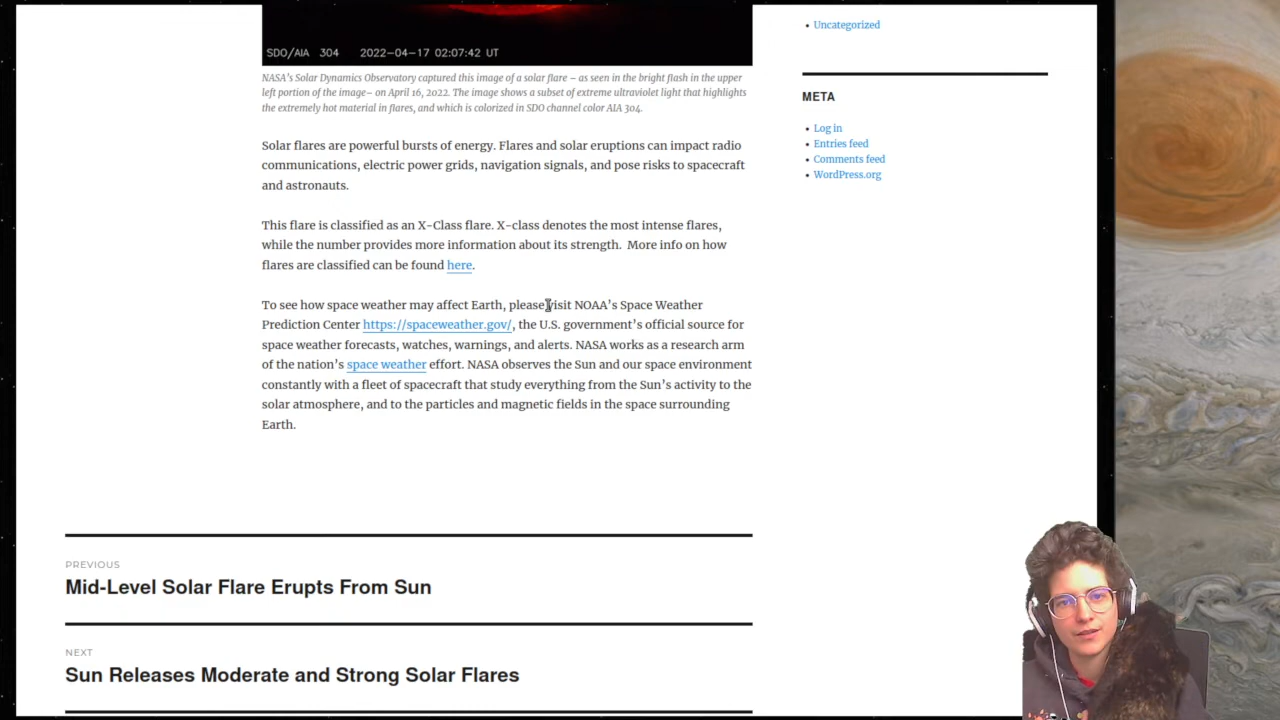 SDO/AIA 304 2022-04-17 02:07:42 UT
NASA's Solar Dynamics Observatory captured this image of a solar flare – as seen in the bright flash in the upper
left portion of the image– on April 16, 2022. The image shows a subset of extreme ultraviolet light that highlights
the extremely hot material in flares, and which is colorized in SDO channel color AIA 304.
Solar flares are powerful bursts of energy. Flares and solar eruptions can impact radio
communications, electric power grids, navigation signals, and pose risks to spacecraft
and astronauts.
This flare is classified as an X-Class flare. X-class denotes the most intense flares,
while the number provides more information about its strength. More info on how
flares are classified can be found here.
To see how space weather may affect Earth, please visit NOAA's Space Weather
Prediction Center https://spaceweather.gov/, the U.S. government's official source for
space weather forecasts, watches, warnings, and alerts. NASA works as a research arm
of the nation's space weather effort. NASA observes the Sun and our space environment
constantly with a fleet of spacecraft that study everything from the Sun's activity to the
solar atmosphere, and to the particles and magnetic fields in the space surrounding
Earth.
PREVIOUS
Mid-Level Solar Flare Erupts From Sun
NEXT
Sun Releases Moderate and Strong Solar Flares
Uncategorized
META
Log in
Entries feed
Comments feed
WordPress.org